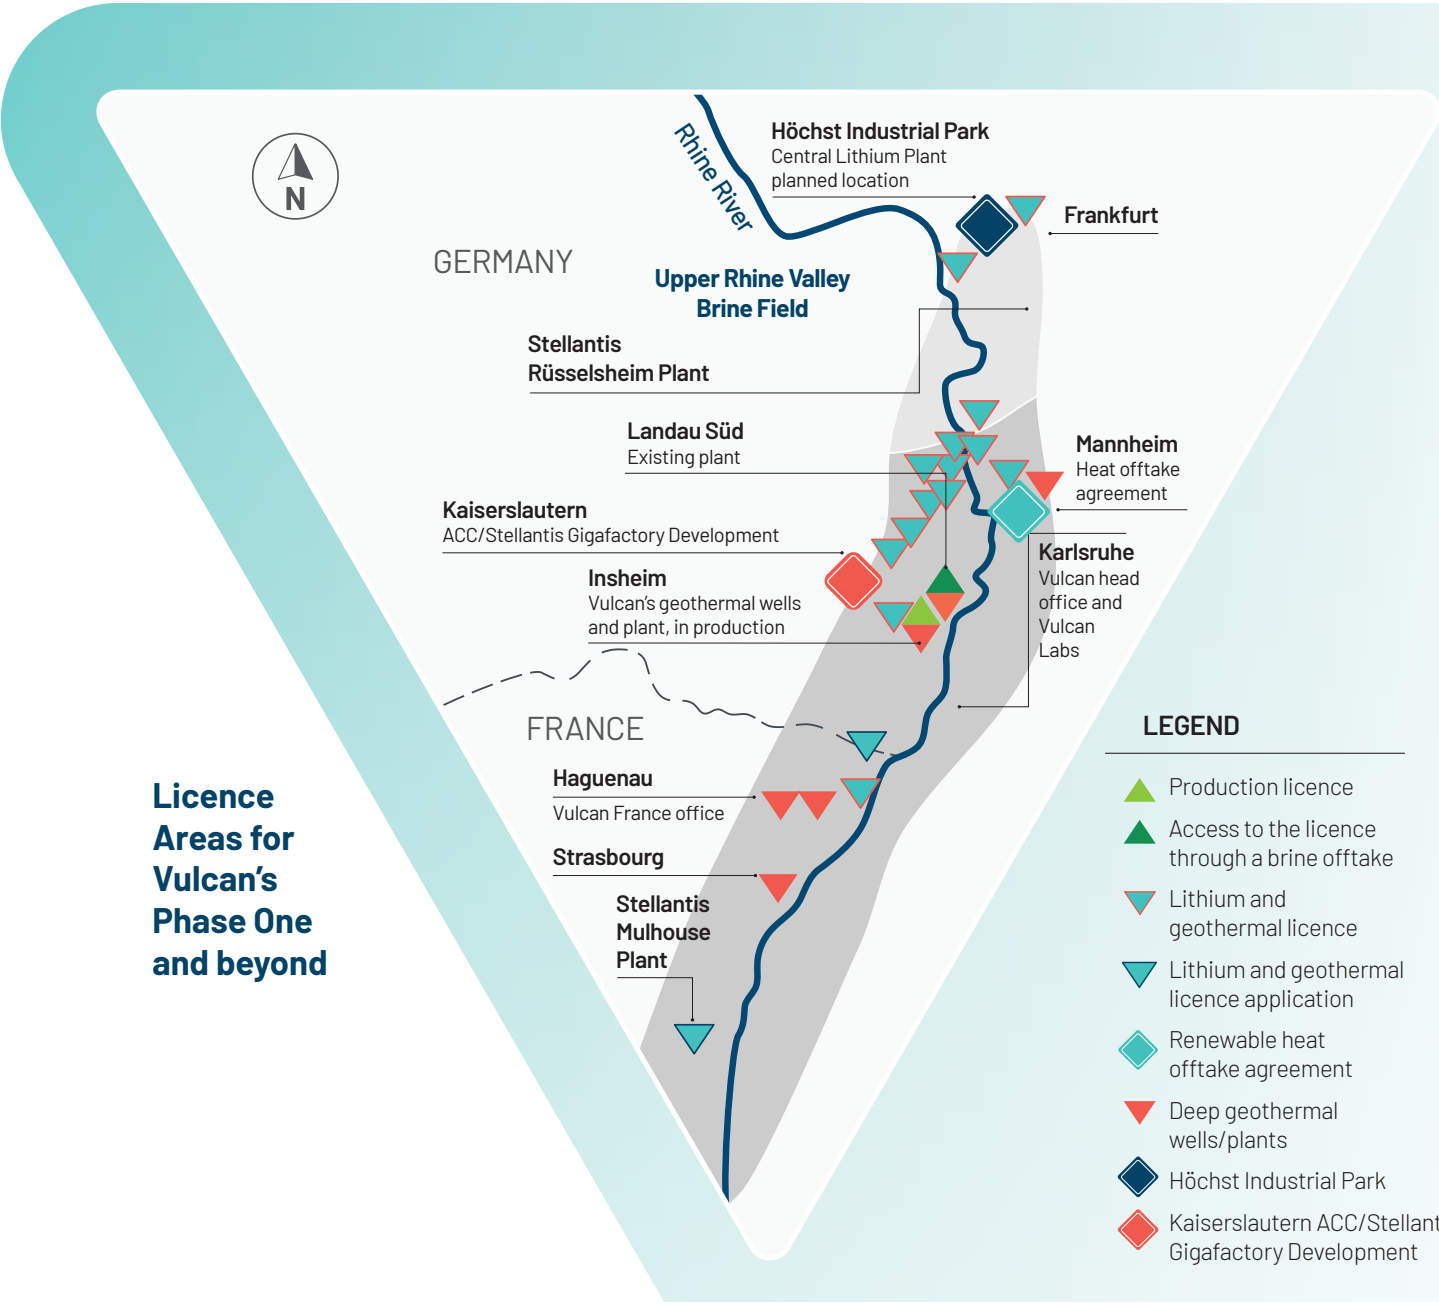 N
Rhine River
Höchst Industrial Park
Central Lithium Plant
planned location
Frankfurt
GERMANY
Upper Rhine Valley
Brine Field
Stellantis
Rüsselsheim Plant
Landau Süd
Existing plant
Mannheim
Heat offtake
agreement
Kaiserslautern
ACC/Stellantis Gigafactory Development
Karlsruhe
Vulcan head
office and
Vulcan
Labs
Insheim
Vulcan’s geothermal wells
and plant, in production
FRANCE
Haguenau
Vulcan France office
Strasbourg
Stellantis
Mulhouse
Plant
Licence
Areas for
Vulcan’s
Phase One
and beyond
LEGEND
Production licence
Access to the licence
through a brine offtake
Lithium and
geothermal licence
Lithium and geothermal
licence application
Renewable heat
offtake agreement
Deep geothermal
wells/plants
Höchst Industrial Park
Kaiserslautern ACC/Stellant
Gigafactory Development